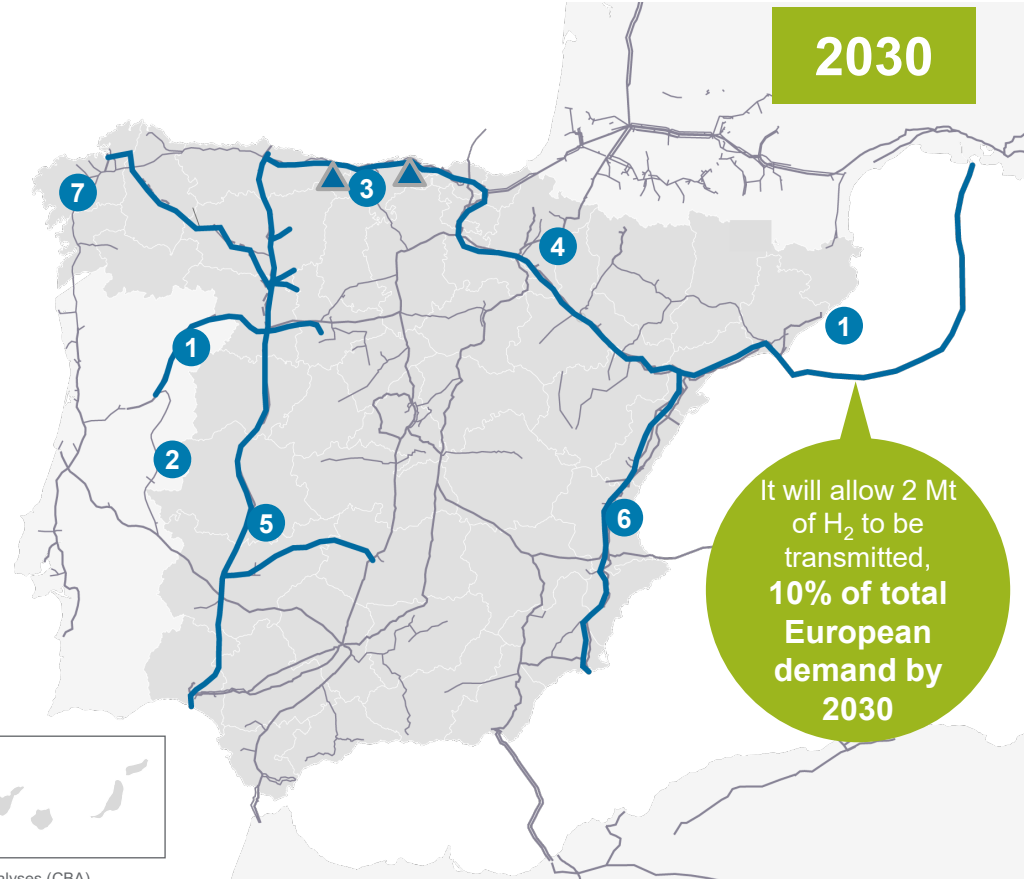 2030
7
3
4
1
1
2
5
6
It will allow 2 Mt
of H₂ to be
transmitted,
10% of total
European
demand by
2030
(CBA)